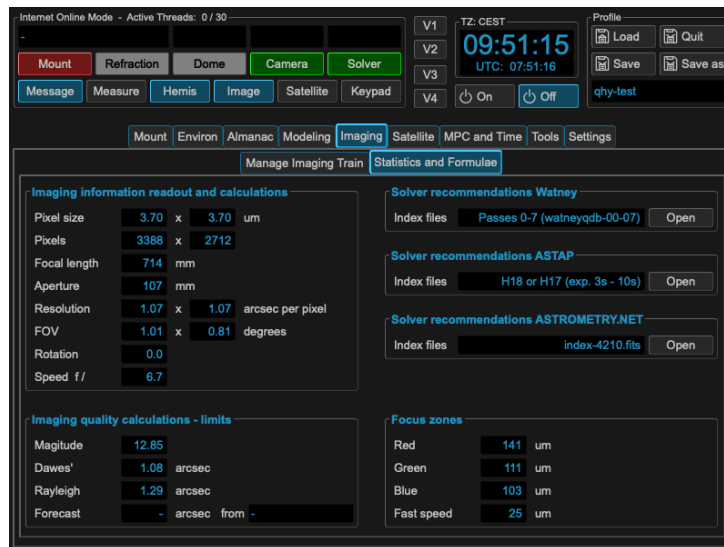 Internet Online Mode - Active Threads: 0 / 30
-
Mount Refraction Dome Camera Solver
Message Measure Hemis Image Satellite Keypad
V1
V2
V3
V4
TZ: CEST
09:51:15
UTC: 07:51:16
On Off
Profile
Load Quit
Save Save as
qhy-test
Mount Environ Almanac Modeling Imaging Satellite MPC and Time Tools Settings
Manage Imaging Train Statistics and Formulae
Imaging information readout and calculations
Pixel size 3.70 x 3.70 um
Pixels 3388 x 2712
Focal length 714 mm
Aperture 107 mm
Resolution 1.07 x 1.07 arcsec per pixel
FOV 1.01 x 0.81 degrees
Rotation 0.0
Speed f / 6.7
Solver recommendations Watney
Index files Passes 0-7 (watneyqdb-00-07) Open
Solver recommendations ASTAP
Index files H18 or H17 (exp. 3s - 10s) Open
Solver recommendations ASTROMETRY.NET
Index files index-4210.fits Open
Imaging quality calculations - limits
Magitude 12.85
Dawes' 1.08 arcsec
Rayleigh 1.29 arcsec
Forecast - arcsec from -
Focus zones
Red 141 um
Green 111 um
Blue 103 um
Fast speed 25 um